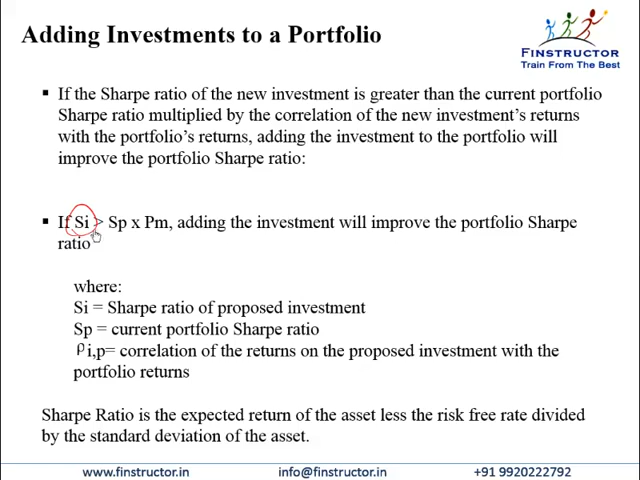 Adding Investments to a Portfolio
FINSTRUCTOR
TRAIN FROM THE BEST
▪ If the Sharpe ratio of the new investment is greater than the current portfolio
Sharpe ratio multiplied by the correlation of the new investment's returns
with the portfolio's returns, adding the investment to the portfolio will
improve the portfolio Sharpe ratio:
▪ If Si > Sp x Pm, adding the investment will improve the portfolio Sharpe
ratio
where:
Si = Sharpe ratio of proposed investment
Sp = current portfolio Sharpe ratio
ρi,p= correlation of the returns on the proposed investment with the
portfolio returns
Sharpe Ratio is the expected return of the asset less the risk free rate divided
by the standard deviation of the asset.
www.finstructor.in info@finstructor.in +91 9920222792